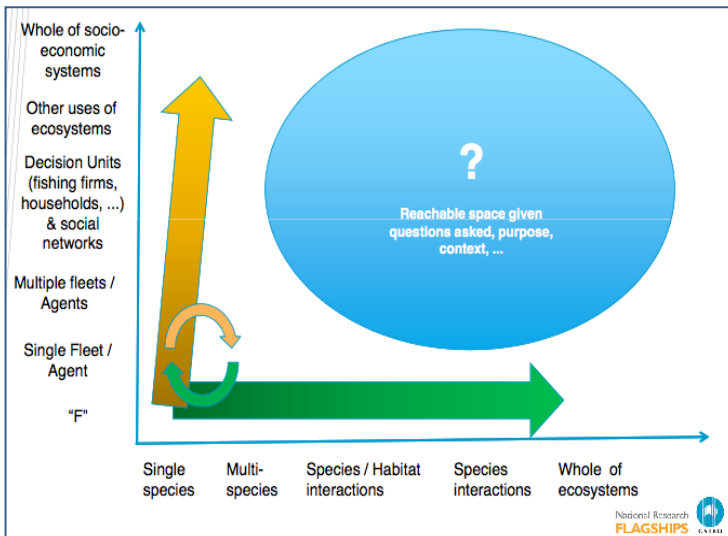 Whole of socio-
economic
systems
Other uses of
ecosystems
Decision Units
(fishing firms,
households, ...)
& social
networks
Multiple fleets /
Agents
Single Fleet /
Agent
“F”
?
Reachable space given
questions asked, purpose,
context, ...
Single
species
Multi-
species
Species / Habitat
interactions
Species
interactions
Whole of
ecosystems
National Research
FLAGSHIPS
CSIRO